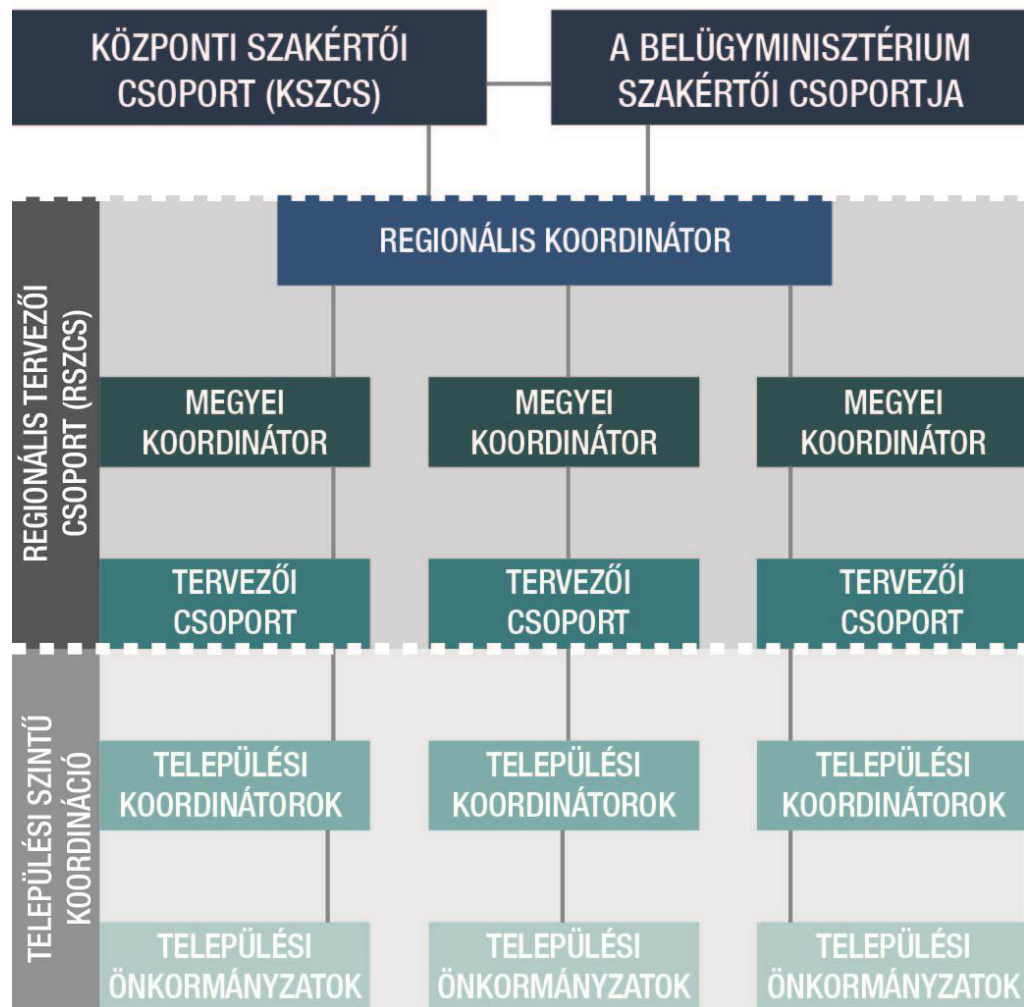 KÖZPONTI SZAKÉRTŐI
CSOPORT (KSZCS)
A BELÜGYMINISZTÉRIUM
SZAKÉRTŐI CSOPORTJA
REGIONÁLIS TERVEZŐI
CSOPORT (RSZCS)
REGIONÁLIS KOORDINÁTOR
MEGYEI
KOORDINÁTOR
MEGYEI
KOORDINÁTOR
MEGYEI
KOORDINÁTOR
TERVEZŐI
CSOPORT
TERVEZŐI
CSOPORT
TERVEZŐI
CSOPORT
TELEPÜLÉSI SZINTŰ
KOORDINÁCIÓ
TELEPÜLÉSI
KOORDINÁTOROK
TELEPÜLÉSI
KOORDINÁTOROK
TELEPÜLÉSI
KOORDINÁTOROK
TELEPÜLÉSI
ÖNKORMÁNYZATOK
TELEPÜLÉSI
ÖNKORMÁNYZATOK
TELEPÜLÉSI
ÖNKORMÁNYZATOK